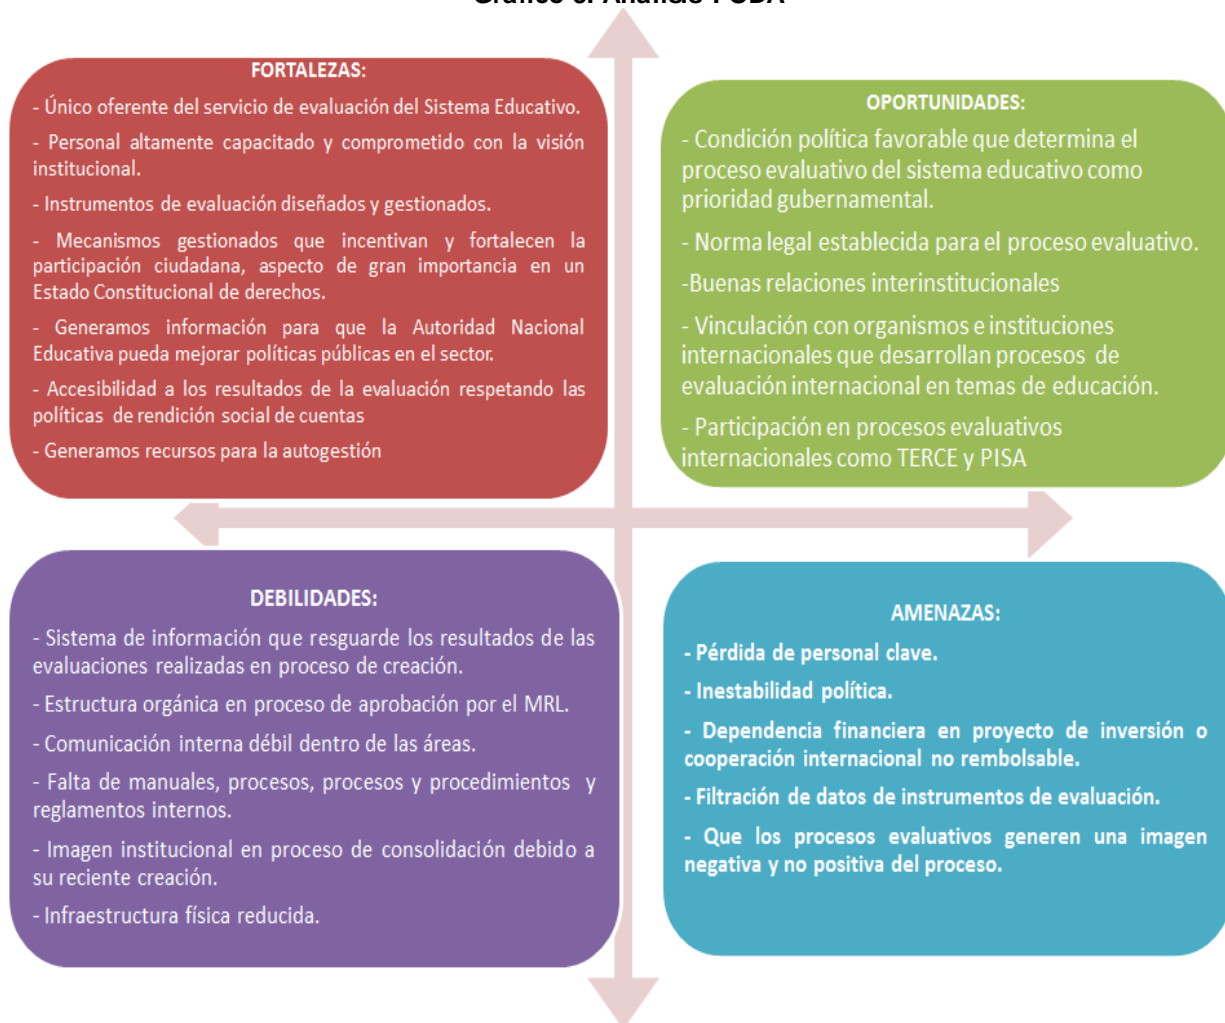 Análisis FODA
FORTALEZAS:
- Único oferente del servicio de evaluación del Sistema Educativo.
- Personal altamente capacitado y comprometido con la visión
institucional.
- Instrumentos de evaluación diseñados y gestionados.
- Mecanismos gestionados que incentivan y fortalecen la
participación ciudadana, aspecto de gran importancia en un
Estado Constitucional de derechos.
- Generamos información para que la Autoridad Nacional
Educativa pueda mejorar políticas públicas en el sector.
- Accesibilidad a los resultados de la evaluación respetando las
políticas de rendición social de cuentas
- Generamos recursos para la autogestión
OPORTUNIDADES:
- Condición política favorable que determina el
proceso evaluativo del sistema educativo como
prioridad gubernamental.
- Norma legal establecida para el proceso evaluativo.
-Buenas relaciones interinstitucionales
- Vinculación con organismos e instituciones
internacionales que desarrollan procesos de
evaluación internacional en temas de educación.
- Participación en procesos evaluativos
internacionales como TERCE y PISA
DEBILIDADES:
- Sistema de información que resguarde los resultados de las
evaluaciones realizadas en proceso de creación.
- Estructura orgánica en proceso de aprobación por el MRL.
- Comunicación interna débil dentro de las áreas.
- Falta de manuales, procesos, procesos y procedimientos y
reglamentos internos.
- Imagen institucional en proceso de consolidación debido a
su reciente creación.
- Infraestructura física reducida.
AMENAZAS:
- Pérdida de personal clave.
- Inestabilidad política.
- Dependencia financiera en proyecto de inversión o
cooperación internacional no rembolsable.
- Filtración de datos de instrumentos de evaluación.
- Que los procesos evaluativos generen una imagen
negativa y no positiva del proceso.